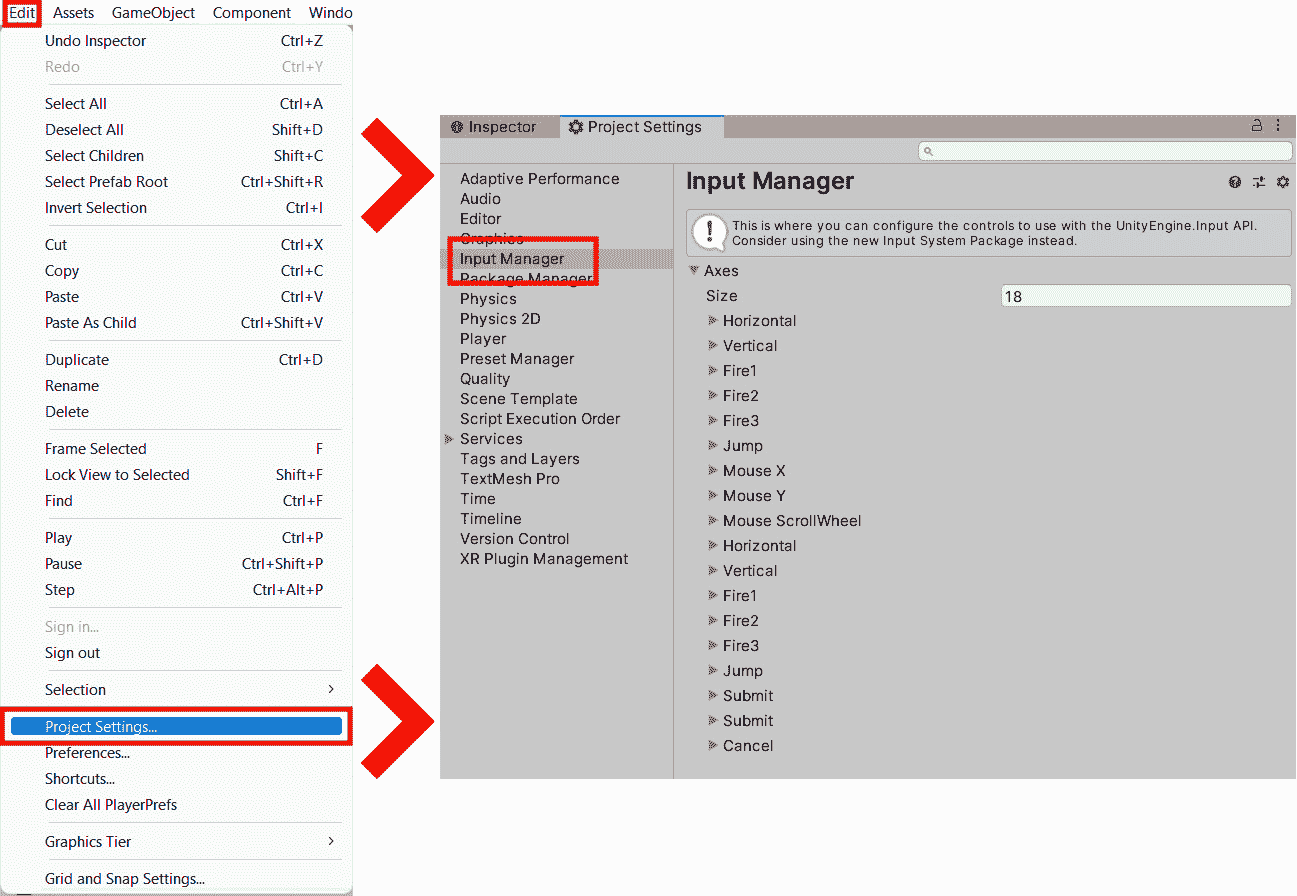 Edit Assets GameObject Component Windo
Undo Inspector Ctrl+Z
Redo Ctrl+Y
Select All Ctrl+A
Deselect All Shift+D
Select Children Shift+C
Select Prefab Root Ctrl+Shift+R
Invert Selection Ctrl+I
Cut Ctrl+X
Copy Ctrl+C
Paste Ctrl+V
Paste As Child Ctrl+Shift+V
Duplicate Ctrl+D
Rename
Delete
Frame Selected F
Lock View to Selected Shift+F
Find Ctrl+F
Play Ctrl+P
Pause Ctrl+Shift+P
Step Ctrl+Alt+P
Sign in...
Sign out
Selection
Project Settings...
Preferences...
Shortcuts...
Clear All PlayerPrefs
Graphics Tier
Grid and Snap Settings...
Inspector Project Settings
Adaptive Performance
Audio
Editor
Graphics
Input Manager
Package Manager
Physics
Physics 2D
Player
Preset Manager
Quality
Scene Template
Script Execution Order
Services
Tags and Layers
TextMesh Pro
Time
Timeline
Version Control
XR Plugin Management
Input Manager
This is where you can configure the controls to use with the UnityEngine.Input API.
Consider using the new Input System Package instead.
Axes
Size 18
Horizontal
Vertical
Fire1
Fire2
Fire3
Jump
Mouse X
Mouse Y
Mouse ScrollWheel
Horizontal
Vertical
Fire1
Fire2
Fire3
Jump
Submit
Submit
Cancel